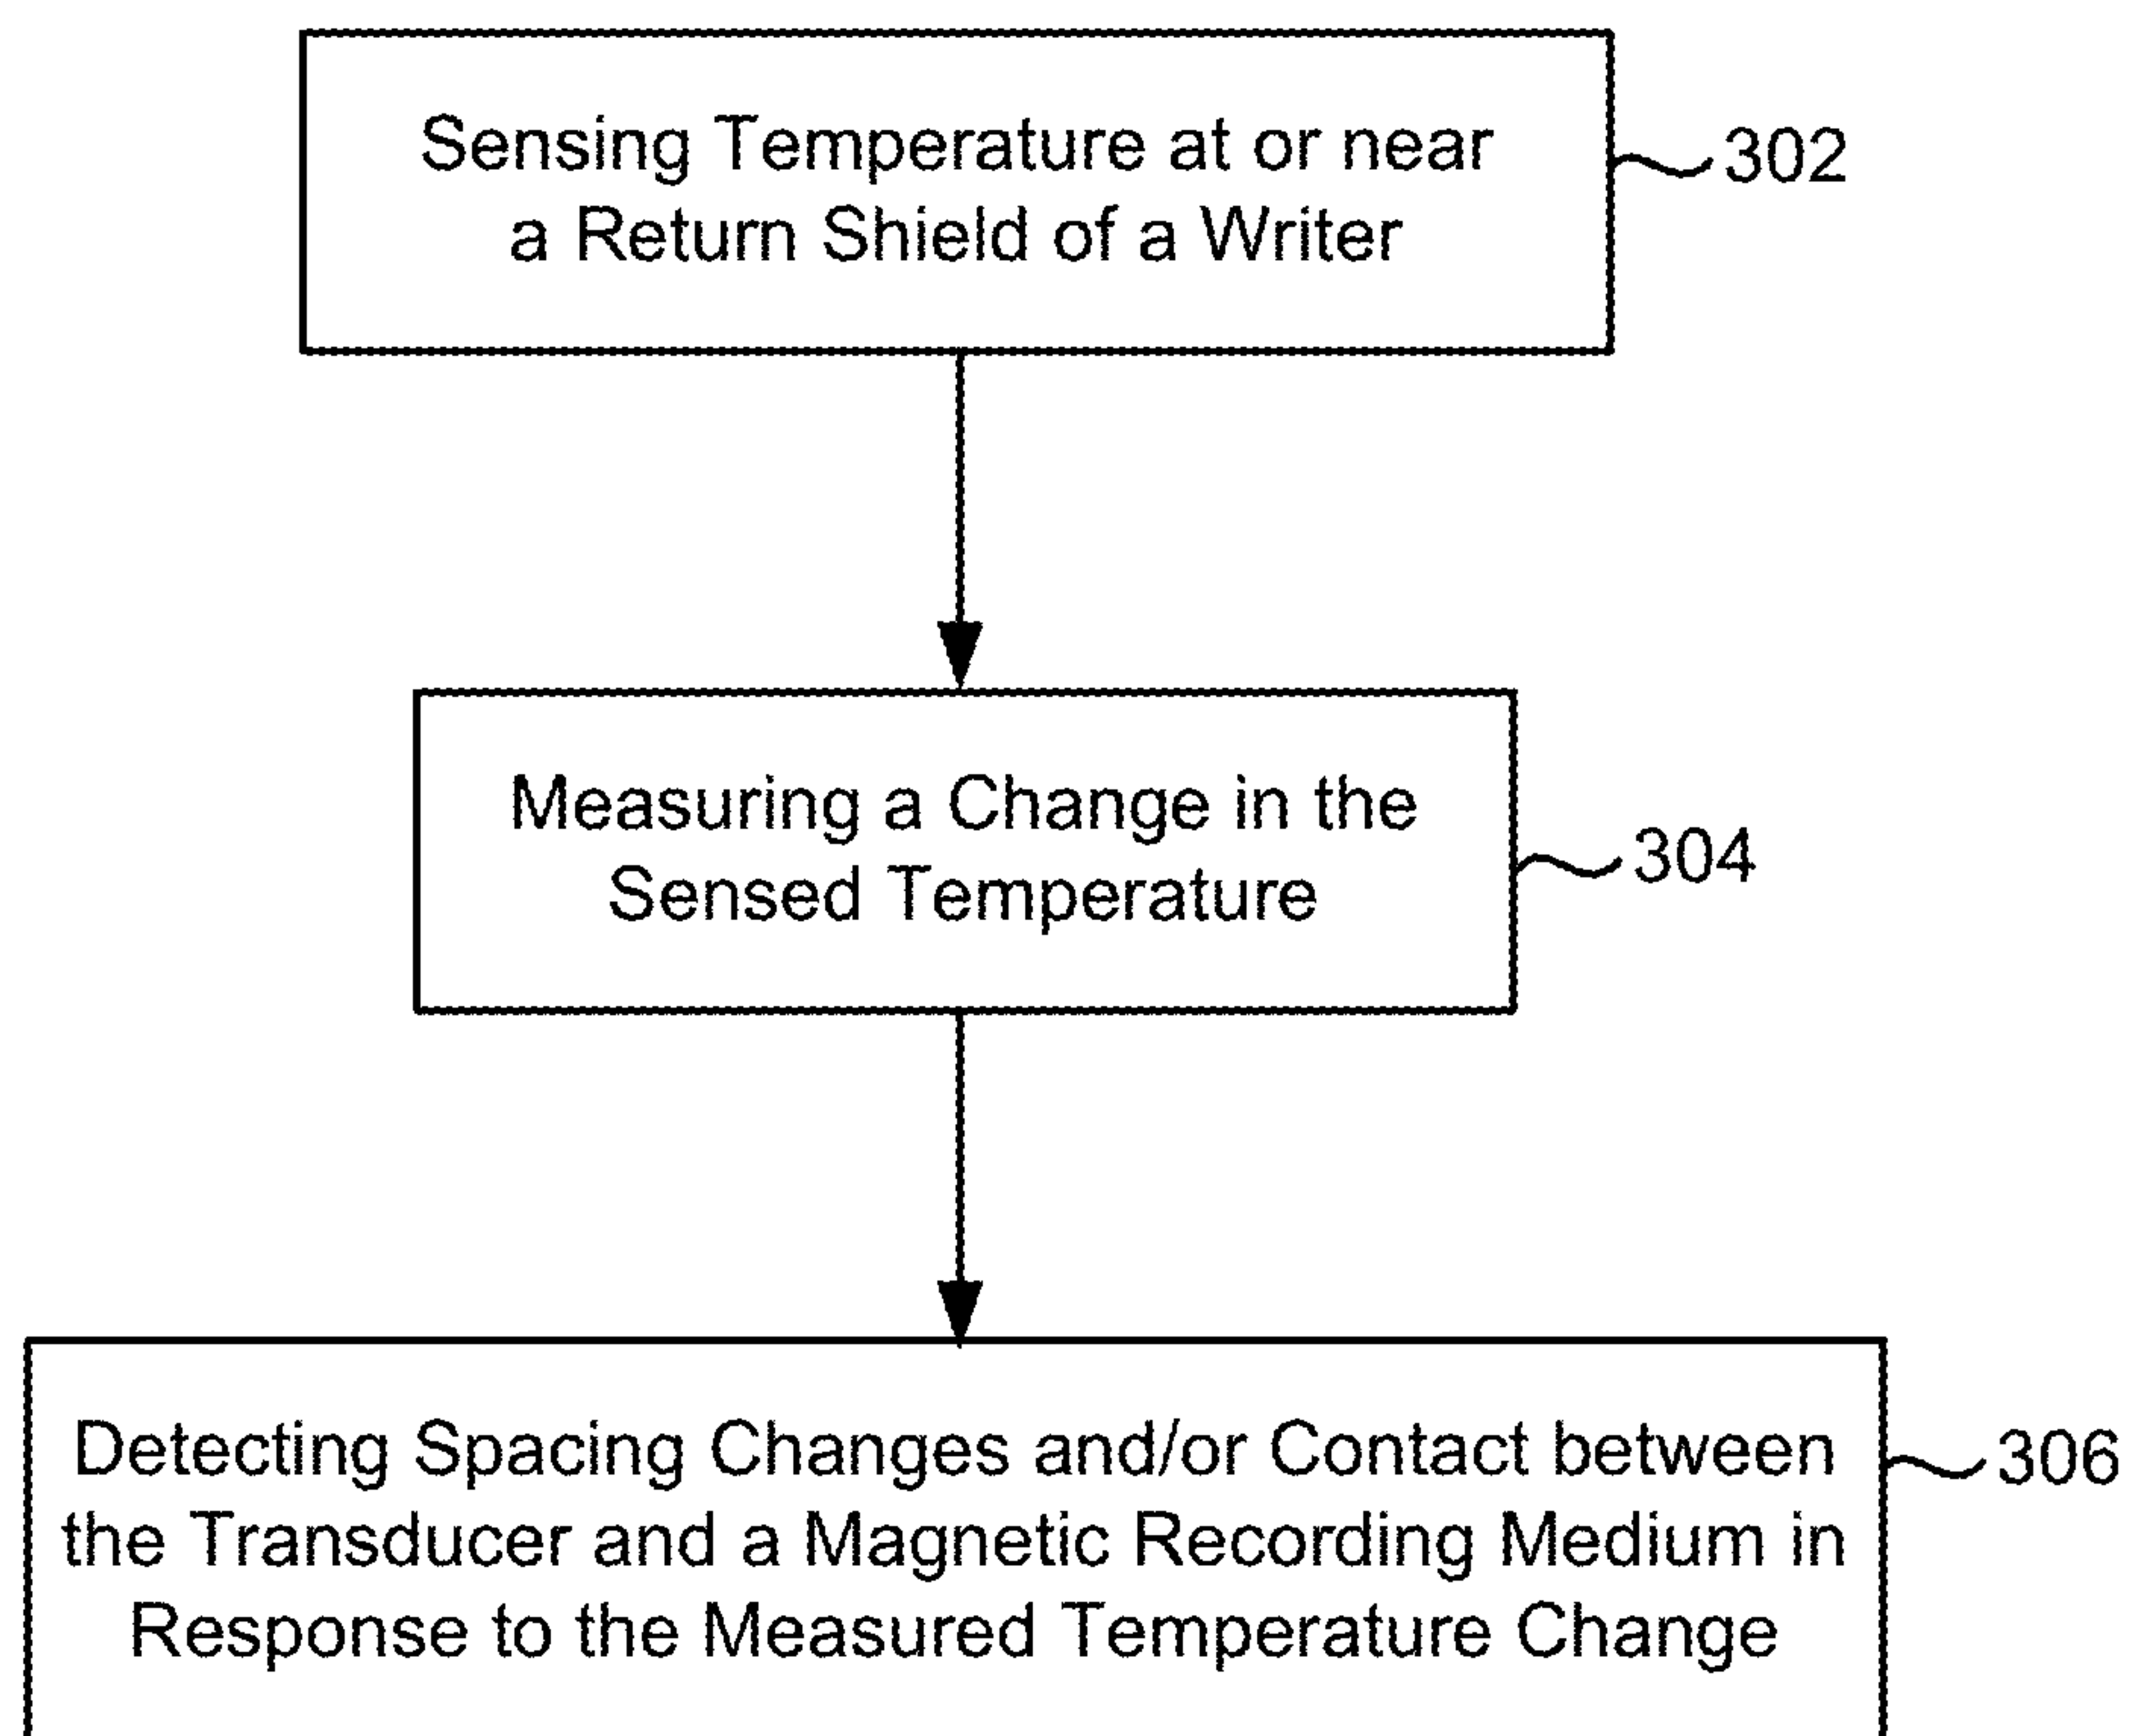 Sensing Temperature at or near
a Return Shield of a Writer
302
Measuring a Change in the
Sensed Temperature
304
Detecting Spacing Changes and/or Contact between
the Transducer and a Magnetic Recording Medium in
Response to the Measured Temperature Change
306